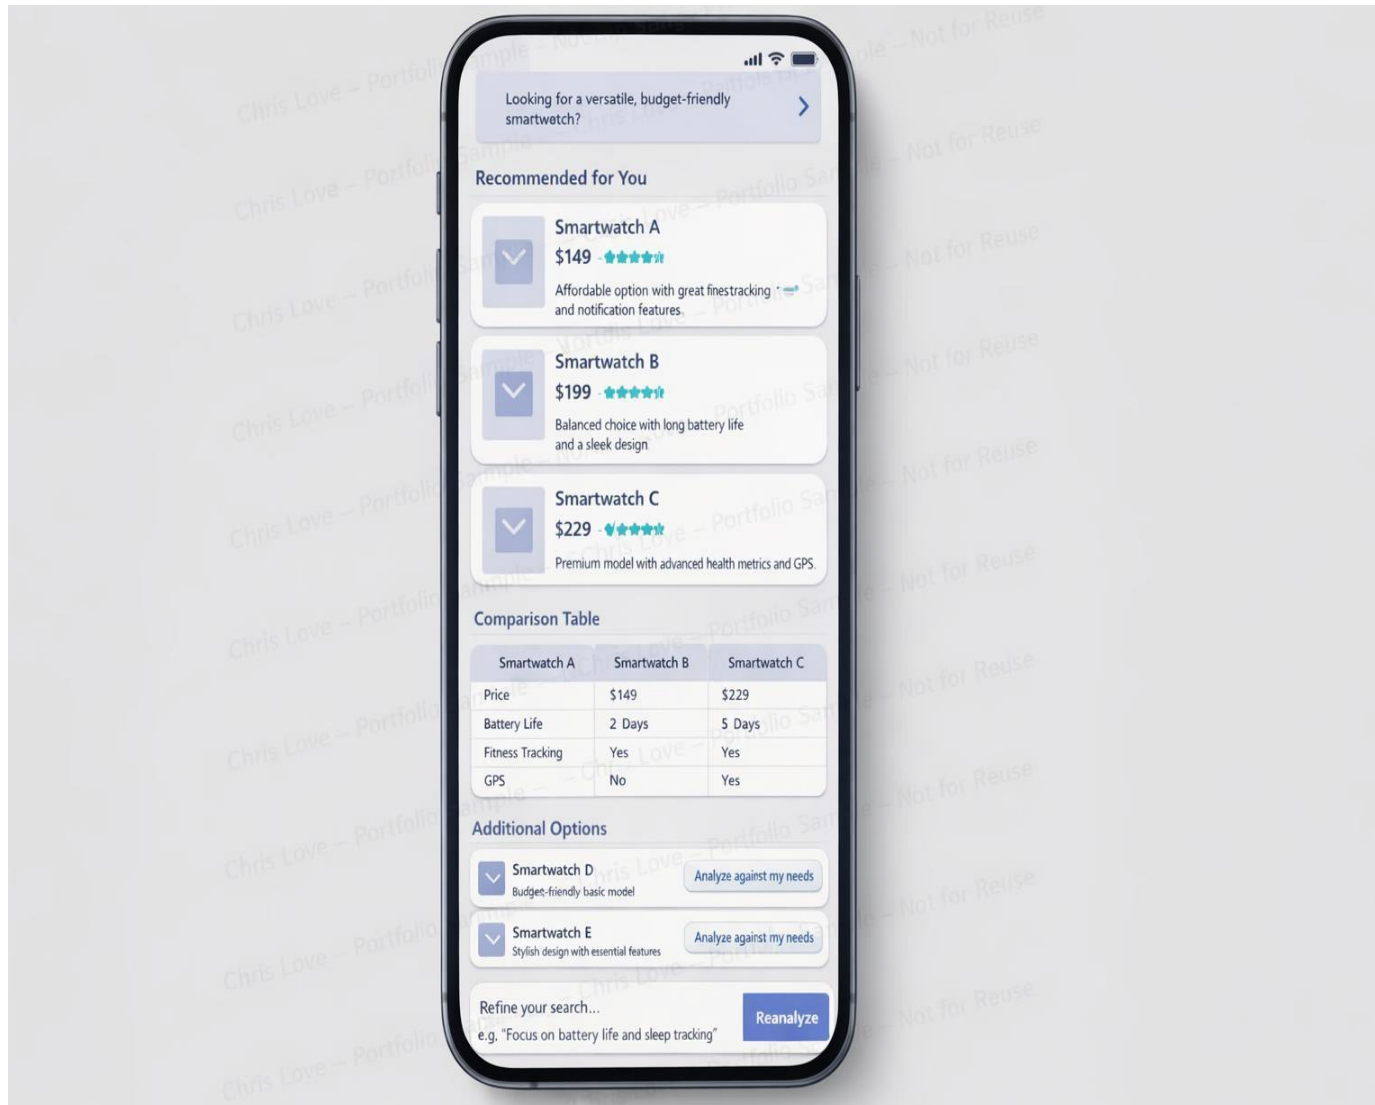 Looking for a versatile, budget-friendly
smartwetch?
Recommended for You
Smartwatch A
$149
Affordable option with great finestracking
and notification features
Smartwatch B
$199
Balanced choice with long battery life
and a sleek design
Smartwatch C
$229
Premium model with advanced health metrics and GPS.
Comparison Table
Smartwatch A Smartwatch B Smartwatch C
Price $149 $229
Battery Life 2 Days 5 Days
Fitness Tracking Yes Yes
GPS No Yes
Additional Options
Smartwatch D
Budget-friendly basic model
Analyze against my needs
Smartwatch E
Stylish design with essential features
Analyze against my needs
Refine your search...
e.g. "Focus on battery life and sleep tracking"
Reanalyze
Chris Love – Portfolio Sample – Not for Reuse